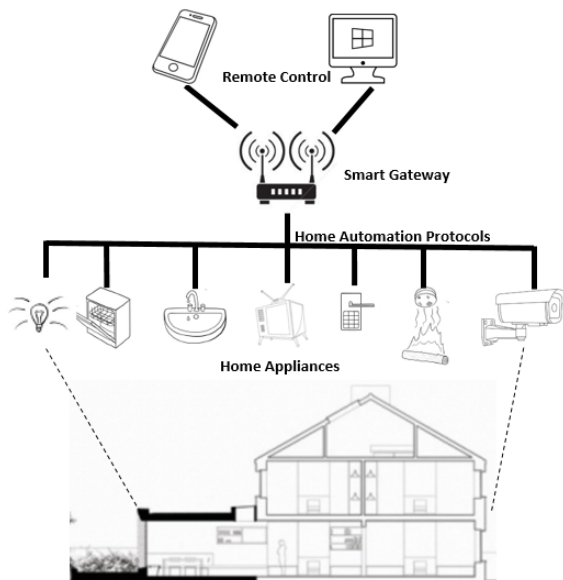 Remote Control
Smart Gateway
Home Automation Protocols
Home Appliances